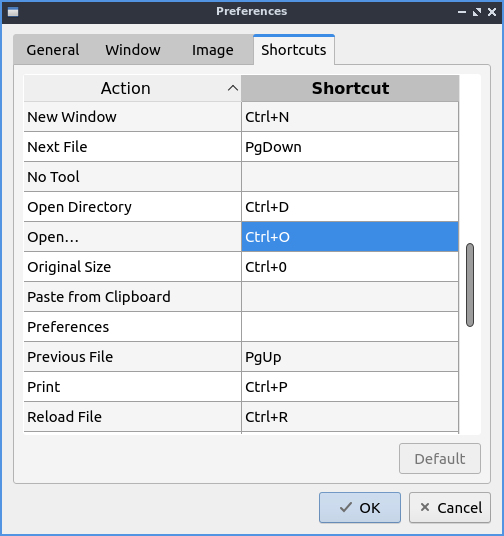 Preferences
General Window Image Shortcuts
Action Shortcut
New Window Ctrl+N
Next File PgDown
No Tool
Open Directory Ctrl+D
Open... Ctrl+O
Original Size Ctrl+0
Paste from Clipboard
Preferences
Previous File PgUp
Print Ctrl+P
Reload File Ctrl+R
Default
OK Cancel